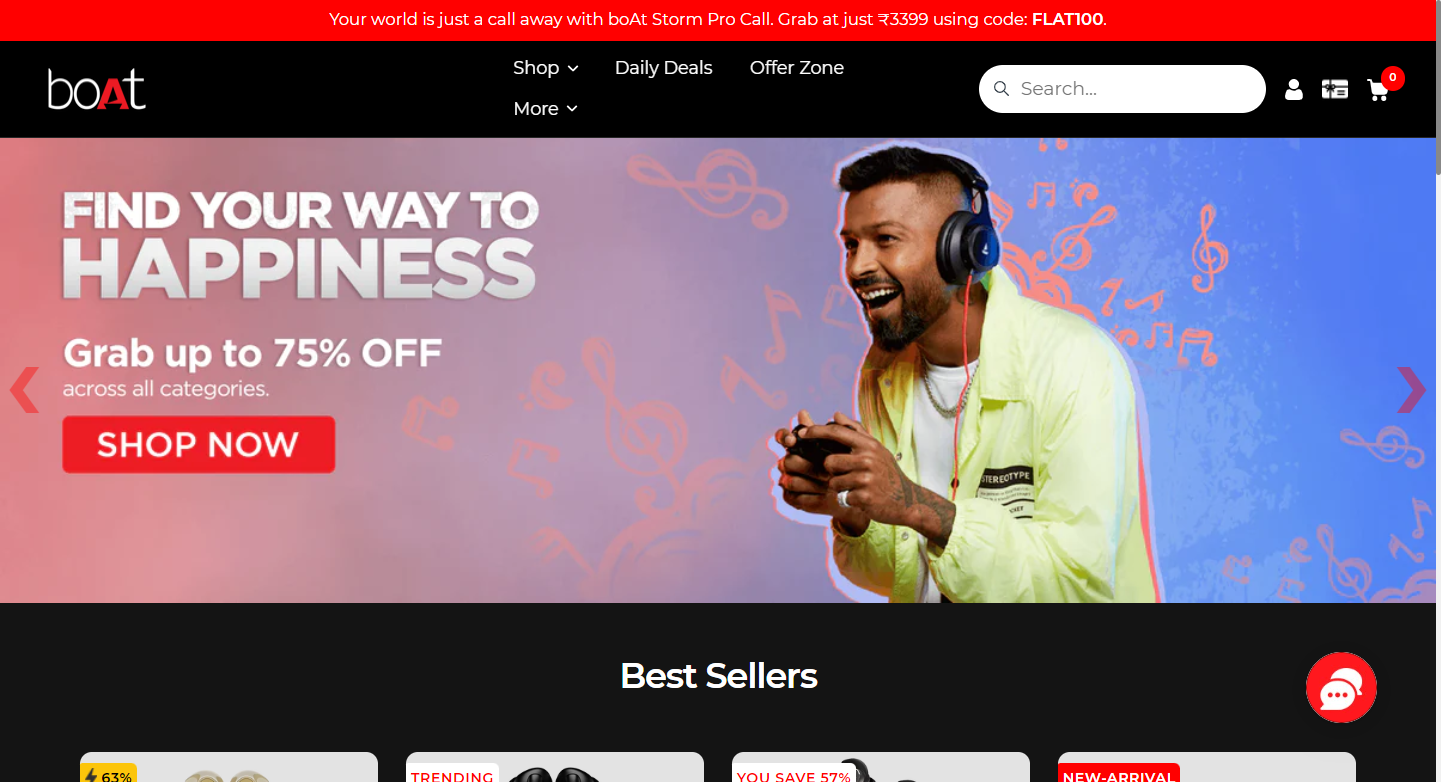 Your world is just a call away with boAt Storm Pro Call. Grab at just ₹3399 using code: FLAT100.
boAt
Shop
Daily Deals
Offer Zone
More
Search...
0
FIND YOUR WAY TO
HAPPINESS
Grab up to 75% OFF
across all categories.
SHOP NOW
STEREOTYPE
Best Sellers
63%
TRENDING
YOU SAVE 57%
NEW-ARRIVAL